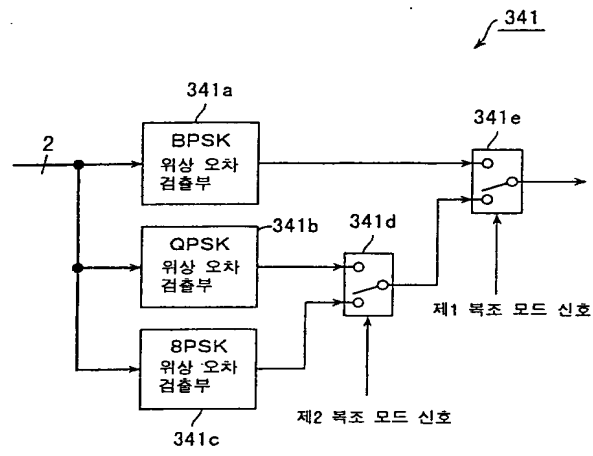 341
341a
2
BPSK
위상 오차
검출부
341e
341b
QPSK
위상 오차
검출부
341d
제1 복조 모드 신호
8PSK
위상 오차
검출부
341c
제2 복조 모드 신호